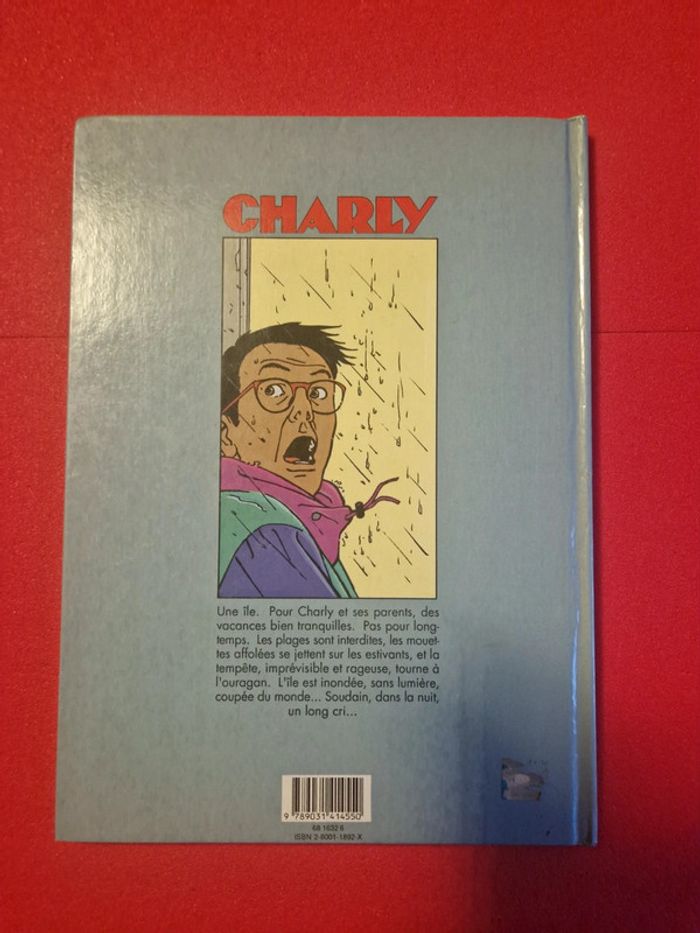 CHARLY
Une île. Pour Charly et ses parents, des
vacances bien tranquilles. Pas pour long-
temps. Les plages sont interdites, les mouet-
tes affolées se jettent sur les estivants, et la
tempête, imprévisible et rageuse, tourne à
l'ouragan. L'île est inondée, sans lumière,
coupée du monde... Soudain, dans la nuit,
un long cri...
9 789031 414550
68 1632 6
ISBN 2-8001-1892-X